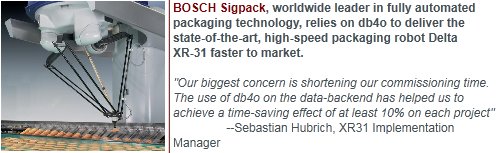 BOSCH Sigpack, worldwide leader in fully automated
packaging technology, relies on db4o to deliver the
state-of-the-art, high-speed packaging robot Delta
XR-31 faster to market.
"Our biggest concern is shortening our commissioning time.
The use of db4o on the data-backend has helped us to
achieve a time-saving effect of at least 10% on each project"
--Sebastian Hubrich, XR31 Implementation
Manager